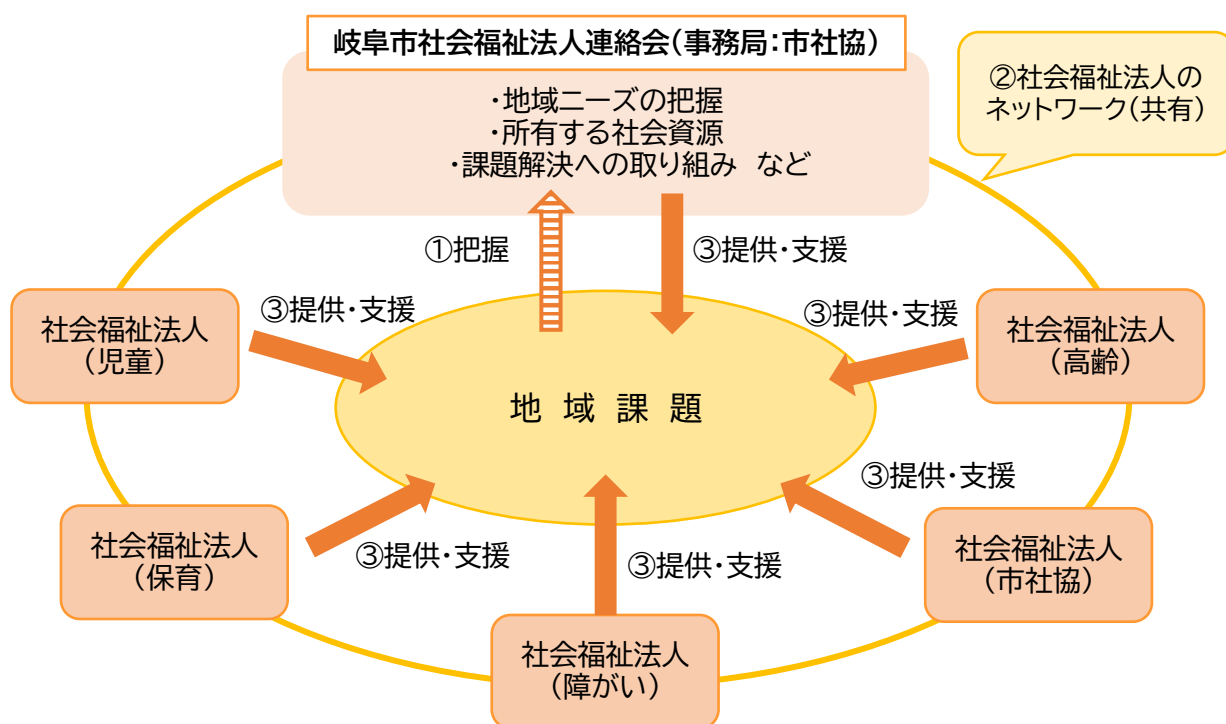 岐阜市社会福祉法人連絡会(事務局:市社協)
・地域ニーズの把握
・所有する社会資源
・課題解決への取り組み　など
②社会福祉法人の
ネットワーク(共有)
①把握
③提供・支援
③提供・支援
③提供・支援
社会福祉法人
(児童)
社会福祉法人
(高齢)
地　域　課　題
③提供・支援
社会福祉法人
(保育)
③提供・支援
③提供・支援
社会福祉法人
(市社協)
社会福祉法人
(障がい)